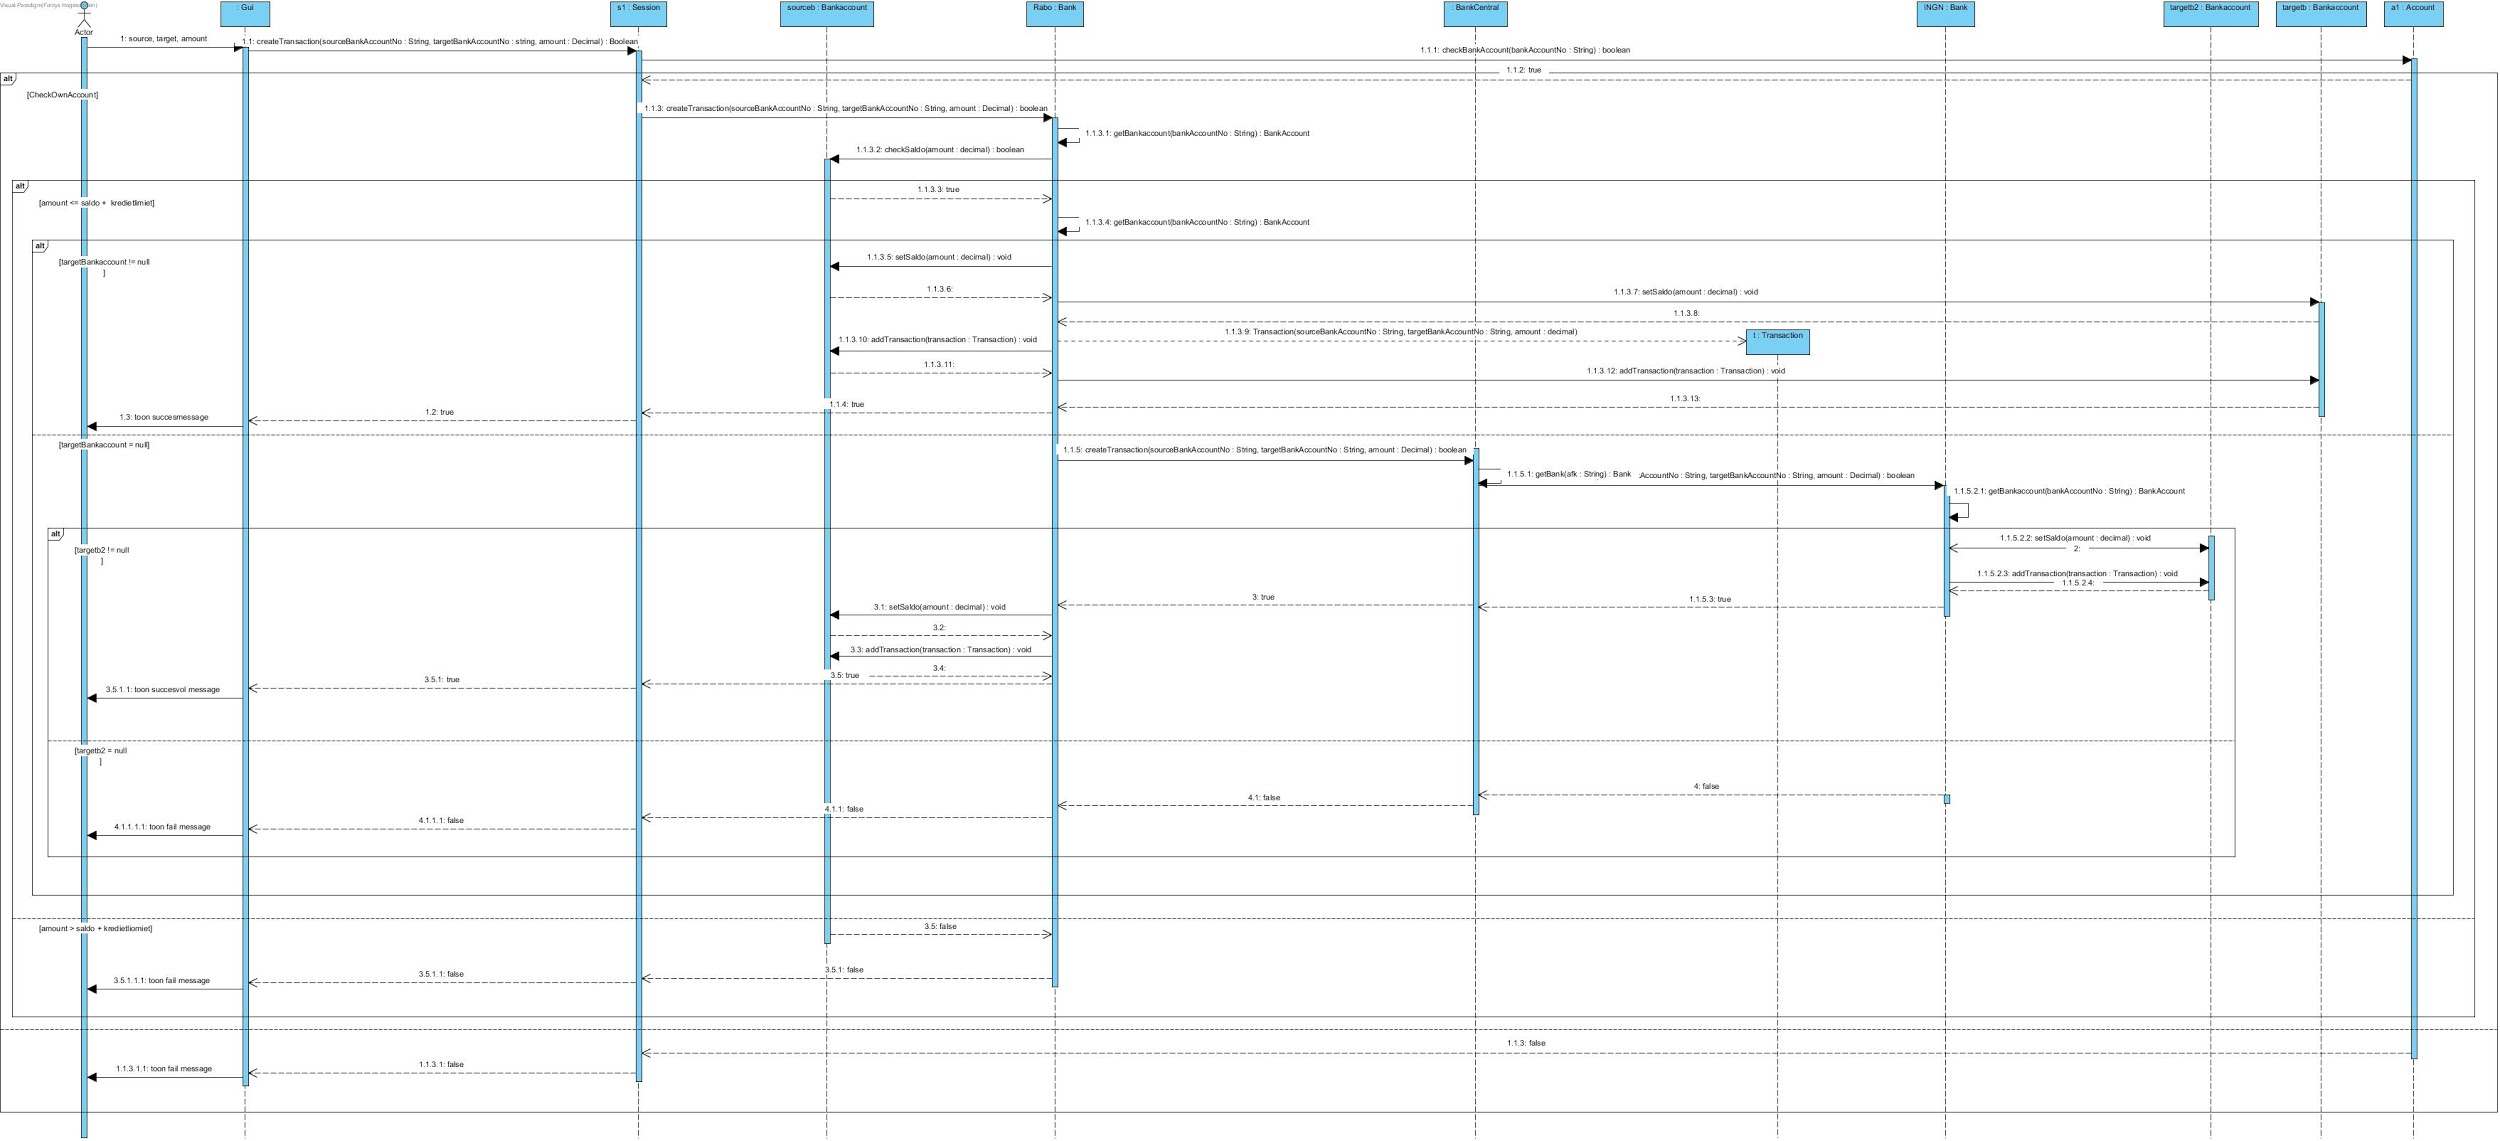 Visual Paradigm(Fontys Hogescholen)
Actor
: Gui
s1 : Session
sourceb : Bankaccount
Rabo : Bank
: BankCentral
INGN : Bank
targetb2 : Bankaccount
targetb : Bankaccount
a1 : Account
1: source, target, amount
1.1: createTransaction(sourceBankAccountNo : String, targetBankAccountNo : string, amount : Decimal) : Boolean
1.1.1: checkBankAccount(bankAccountNo : String) : boolean
alt
1.1.2: true
[CheckOwnAccount]
1.1.3: createTransaction(sourceBankAccountNo : String, targetBankAccountNo : String, amount : Decimal) : boolean
1.1.3.1: getBankaccount(bankAccountNo : String) : BankAccount
1.1.3.2: checkSaldo(amount : decimal) : boolean
alt
1.1.3.3: true
[amount <= saldo + kredietlimiet]
1.1.3.4: getBankaccount(bankAccountNo : String) : BankAccount
alt
[targetBankaccount != null
]
1.1.3.5: setSaldo(amount : decimal) : void
1.1.3.6:
1.1.3.7: setSaldo(amount : decimal) : void
1.1.3.8:
1.1.3.9: Transaction(sourceBankAccountNo : String, targetBankAccountNo : String, amount : decimal)
t : Transaction
1.1.3.10: addTransaction(transaction : Transaction) : void
1.1.3.11:
1.1.3.12: addTransaction(transaction : Transaction) : void
1.1.3.13:
1.1.4: true
1.2: true
1.3: toon succesmessage
[targetBankaccount = null]
1.1.5: createTransaction(sourceBankAccountNo : String, targetBankAccountNo : String, amount : Decimal) : boolean
1.1.5.1: getBank(afk : String) : Bank
:AccountNo : String, targetBankAccountNo : String, amount : Decimal) : boolean
1.1.5.2.1: getBankaccount(bankAccountNo : String) : BankAccount
alt
[targetb2 != null
]
1.1.5.2.2: setSaldo(amount : decimal) : void
2:
1.1.5.2.3: addTransaction(transaction : Transaction) : void
1.1.5.2.4:
1.1.5.3: true
3: true
3.1: setSaldo(amount : decimal) : void
3.2:
3.3: addTransaction(transaction : Transaction) : void
3.4:
3.5: true
3.5.1: true
3.5.1.1: toon succesvol message
[targetb2 = null
]
4: false
4.1: false
4.1.1: false
4.1.1.1: false
4.1.1.1.1: toon fail message
[amount > saldo + kredietliomiet]
3.5: false
3.5.1: false
3.5.1.1: false
3.5.1.1.1: toon fail message
1.1.3: false
1.1.3.1: false
1.1.3.1.1: toon fail message